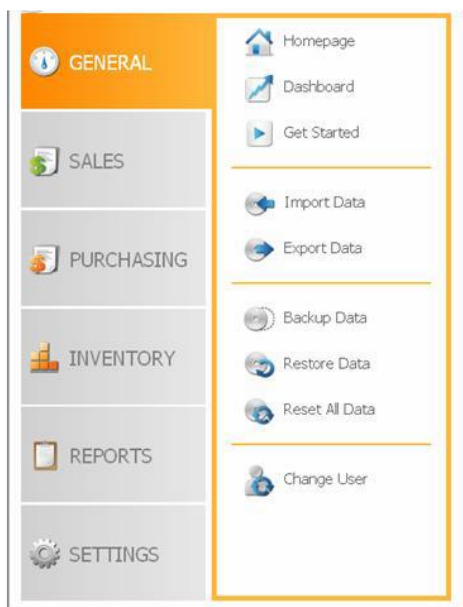 GENERAL
SALES
PURCHASING
INVENTORY
REPORTS
SETTINGS
Homepage
Dashboard
Get Started
Import Data
Export Data
Backup Data
Restore Data
Reset All Data
Change User